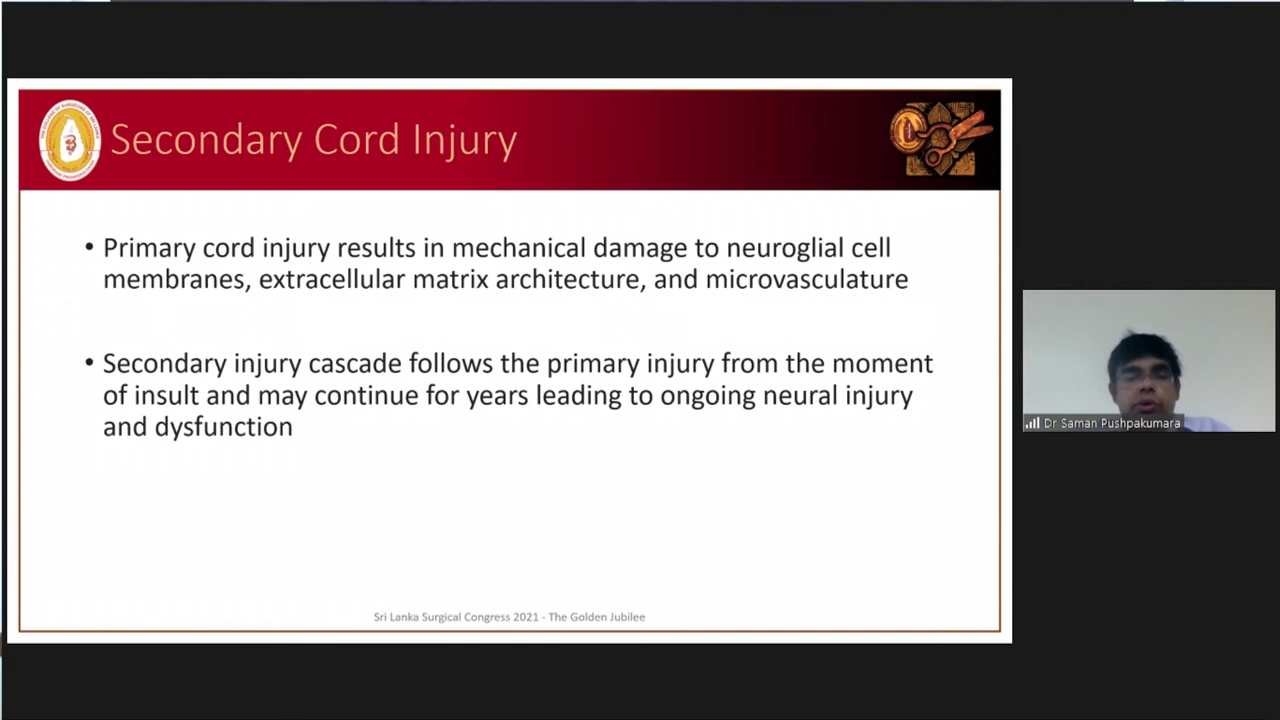 Secondary Cord Injury
• Primary cord injury results in mechanical damage to neuroglial cell
membranes, extracellular matrix architecture, and microvasculature
• Secondary injury cascade follows the primary injury from the moment
of insult and may continue for years leading to ongoing neural injury
and dysfunction
Sri Lanka Surgical Congress 2021 - The Golden Jubilee
Dr Saman Pushpakumara